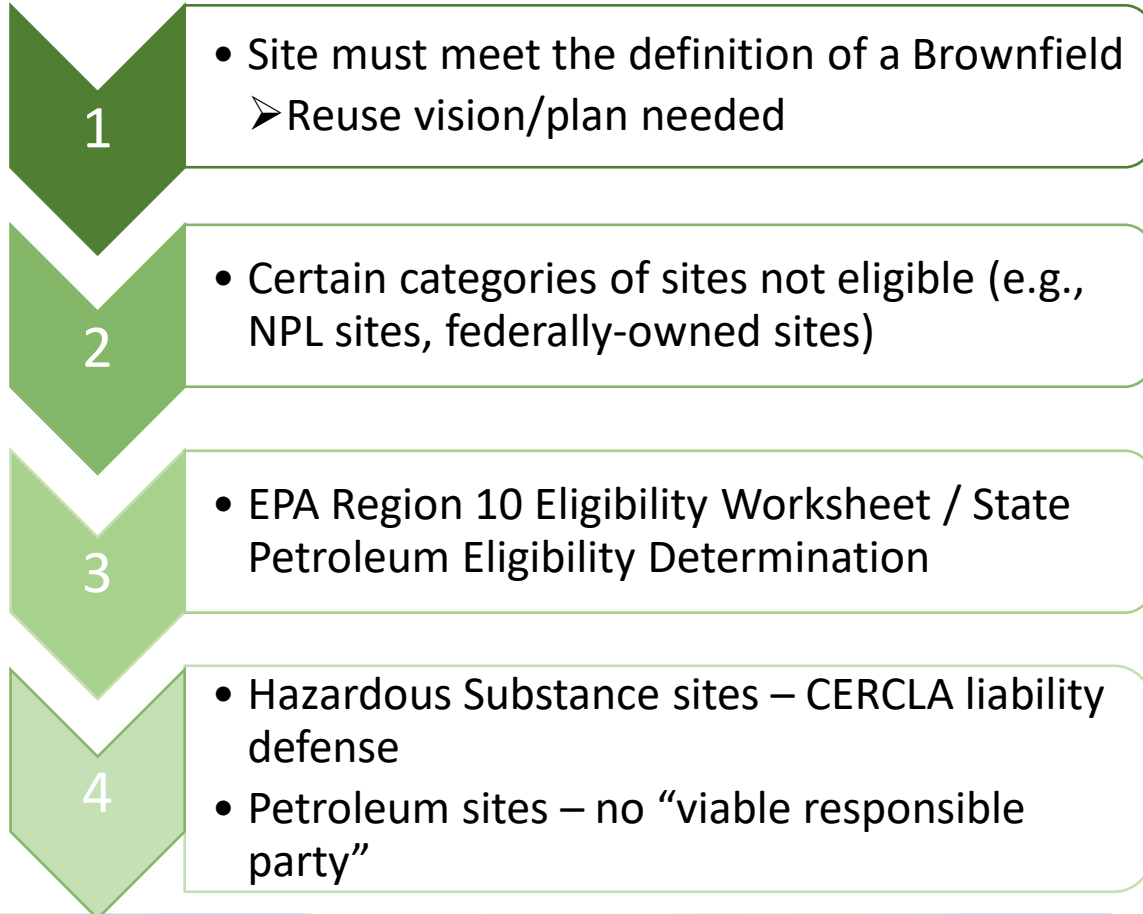 1
• Site must meet the definition of a Brownfield
➢Reuse vision/plan needed
2
• Certain categories of sites not eligible (e.g.,
NPL sites, federally-owned sites)
3
• EPA Region 10 Eligibility Worksheet / State
Petroleum Eligibility Determination
4
• Hazardous Substance sites – CERCLA liability
defense
• Petroleum sites – no “viable responsible
party”